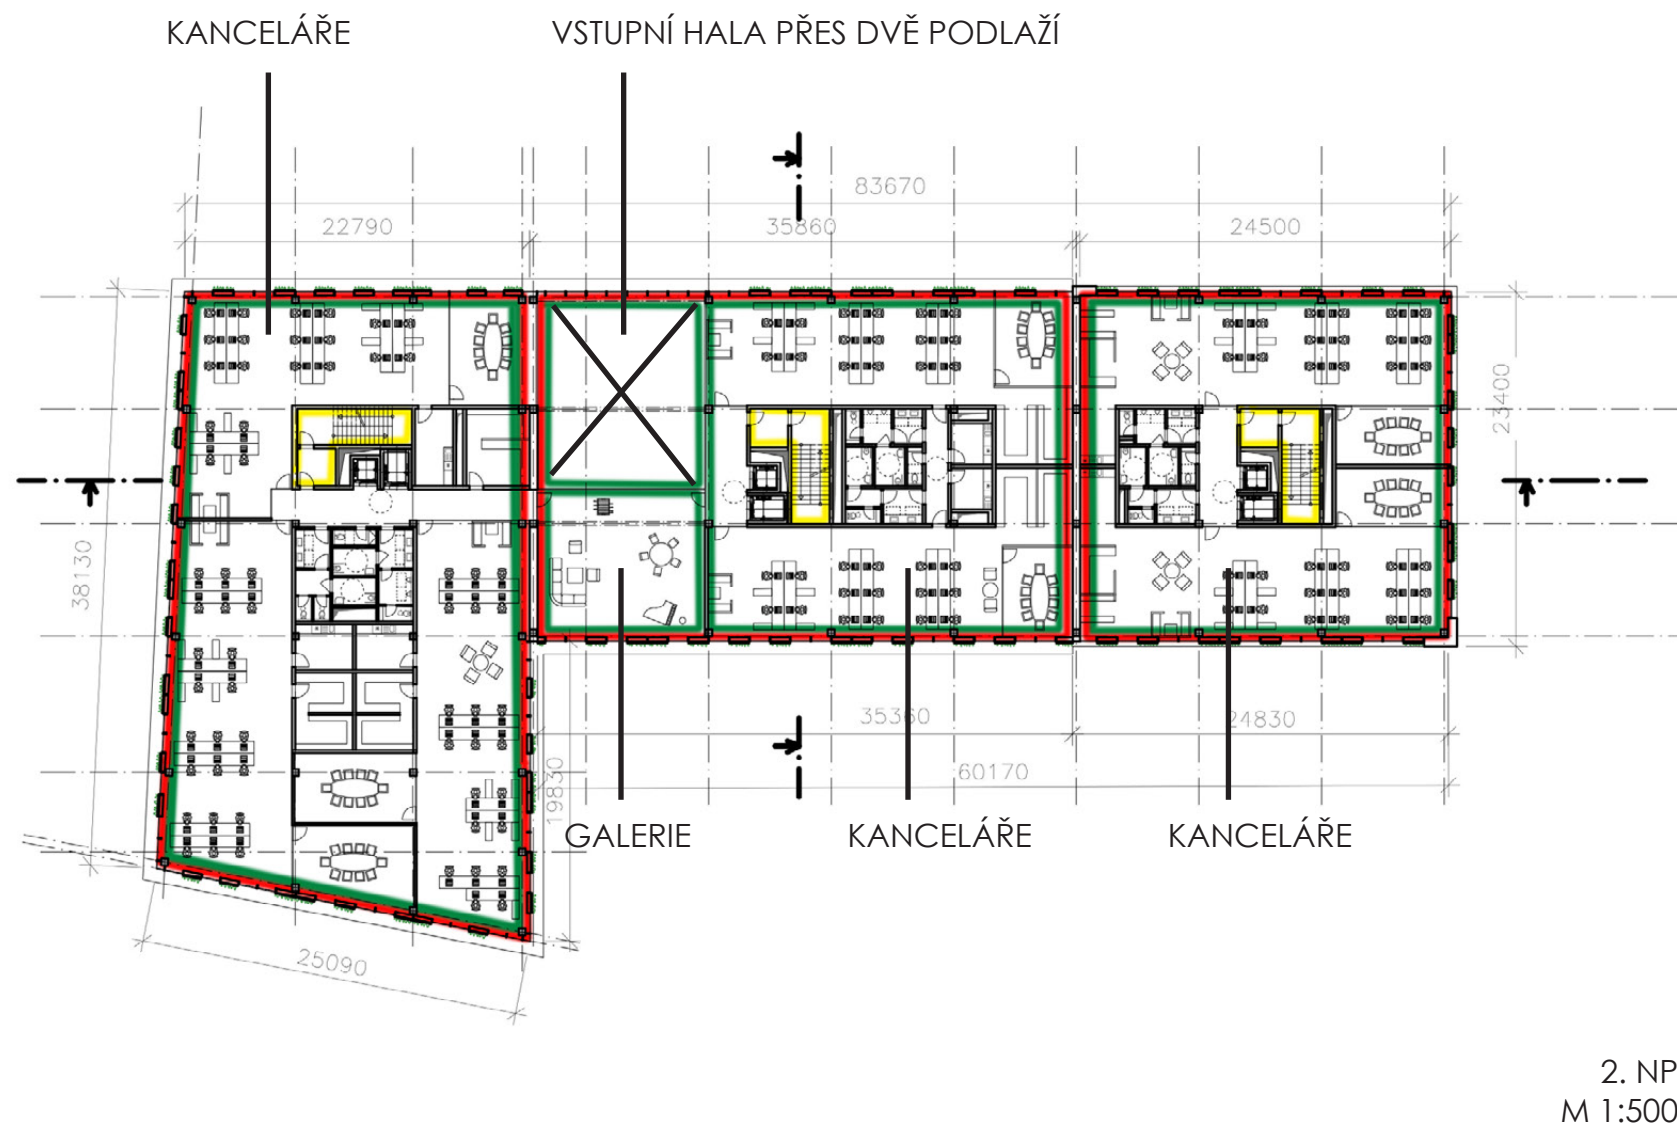 KANCELÁŘE
VSTUPNÍ HALA PŘES DVĚ PODLAŽÍ
83670
22790
35860
24500
38130
23400
35360
24830
60170
19830
GALERIE
KANCELÁŘE
KANCELÁŘE
25090
2. NP
M 1:500